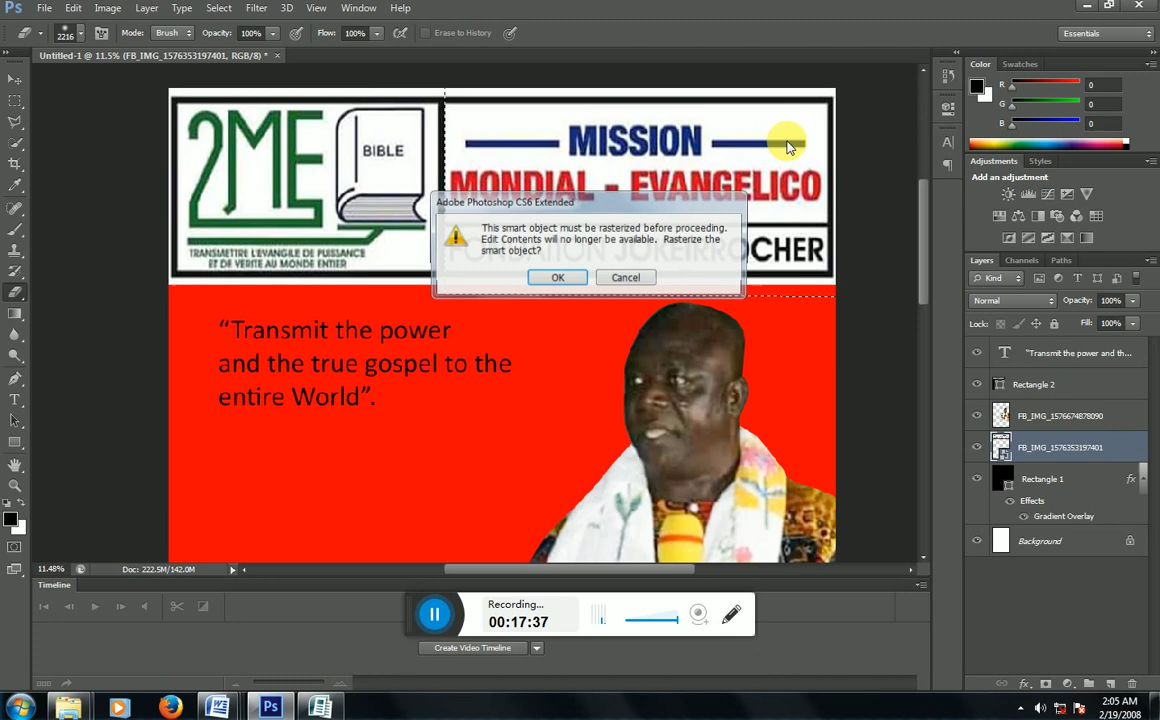 Ps File Edit Image Layer Type Select Filter 3D View Window Help
2216 Mode: Brush Opacity: 100% Flow: 100% Erase to History Essentials
Untitled-1 @ 11.5% (FB_IMG_1576353197401, RGB/8) * ×
2ME
BIBLE
TRANSMETTRE L'EVANGILE DE PUISSANCE
ET DE VERITE AU MONDE ENTIER
MISSION
MONDIAL - EVANGELICO
FONDATION JOKEIRROCHER
Adobe Photoshop CS6 Extended
This smart object must be rasterized before proceeding.
Edit Contents will no longer be available. Rasterize the
smart object?
OK Cancel
“Transmit the power
and the true gospel to the
entire World”.
Color Swatches
R 0
G 0
B 0
Adjustments Styles
Add an adjustment
Layers Channels Paths
Kind
Normal Opacity: 100%
Lock: Fill: 100%
T "Transmit the power and th...
Rectangle 2
FB_IMG_1576674878090
FB_IMG_1576353197401
Rectangle 1 fx
Effects
Gradient Overlay
Background
11.48% Doc: 222.5M/142.0M
Timeline
Recording...
00:17:37
Create Video Timeline
2:05 AM
2/19/2008